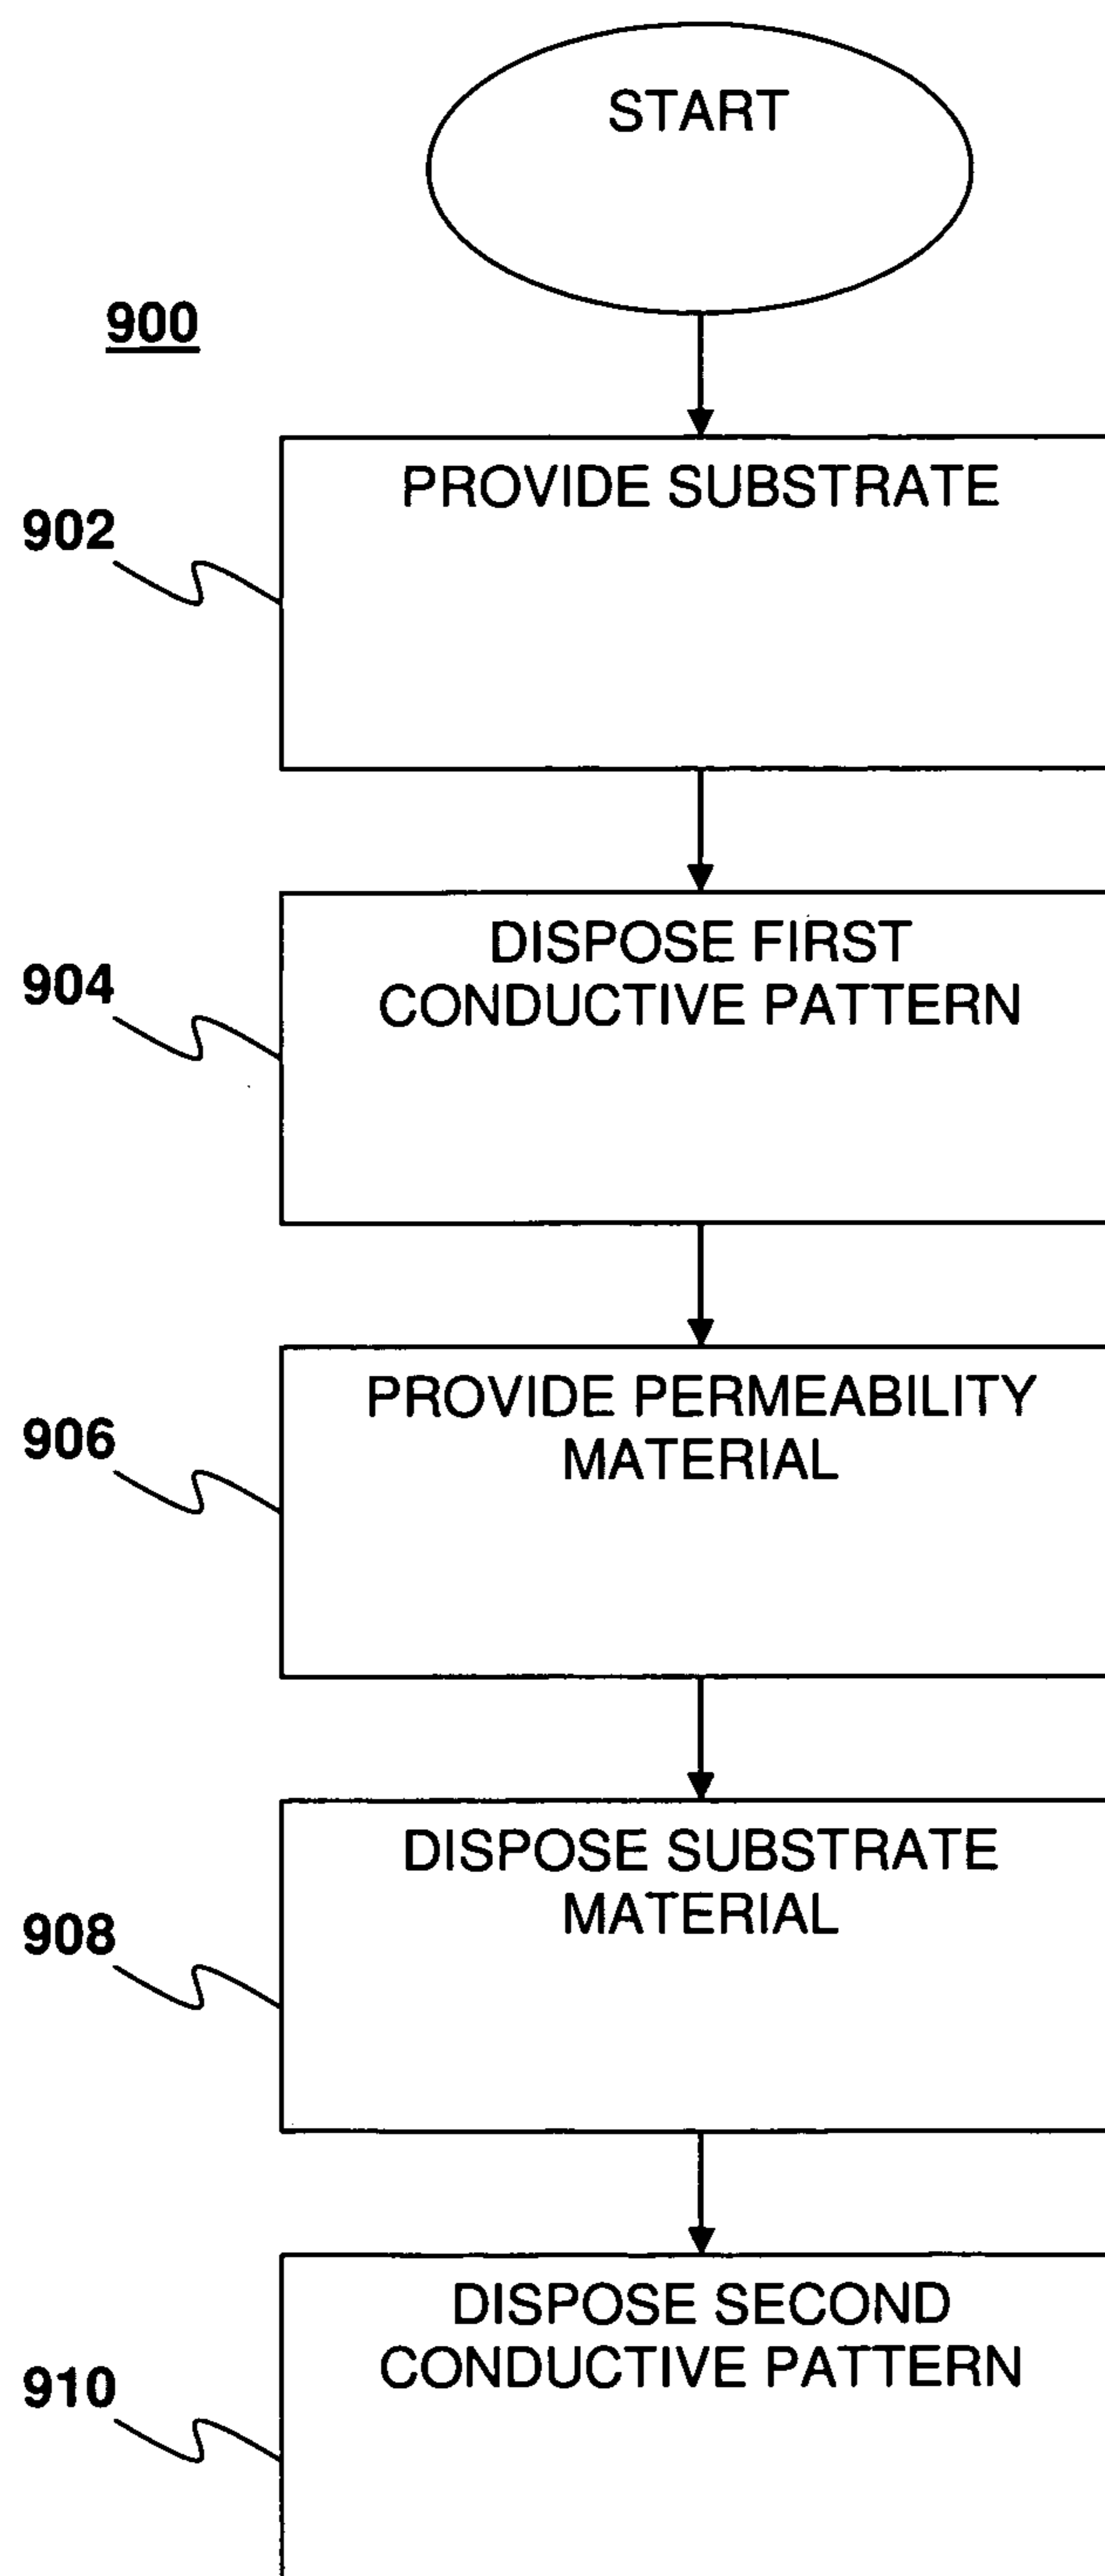 START
900
PROVIDE SUBSTRATE
902
DISPOSE FIRST
CONDUCTIVE PATTERN
904
PROVIDE PERMEABILITY
MATERIAL
906
DISPOSE SUBSTRATE
MATERIAL
908
DISPOSE SECOND
CONDUCTIVE PATTERN
910